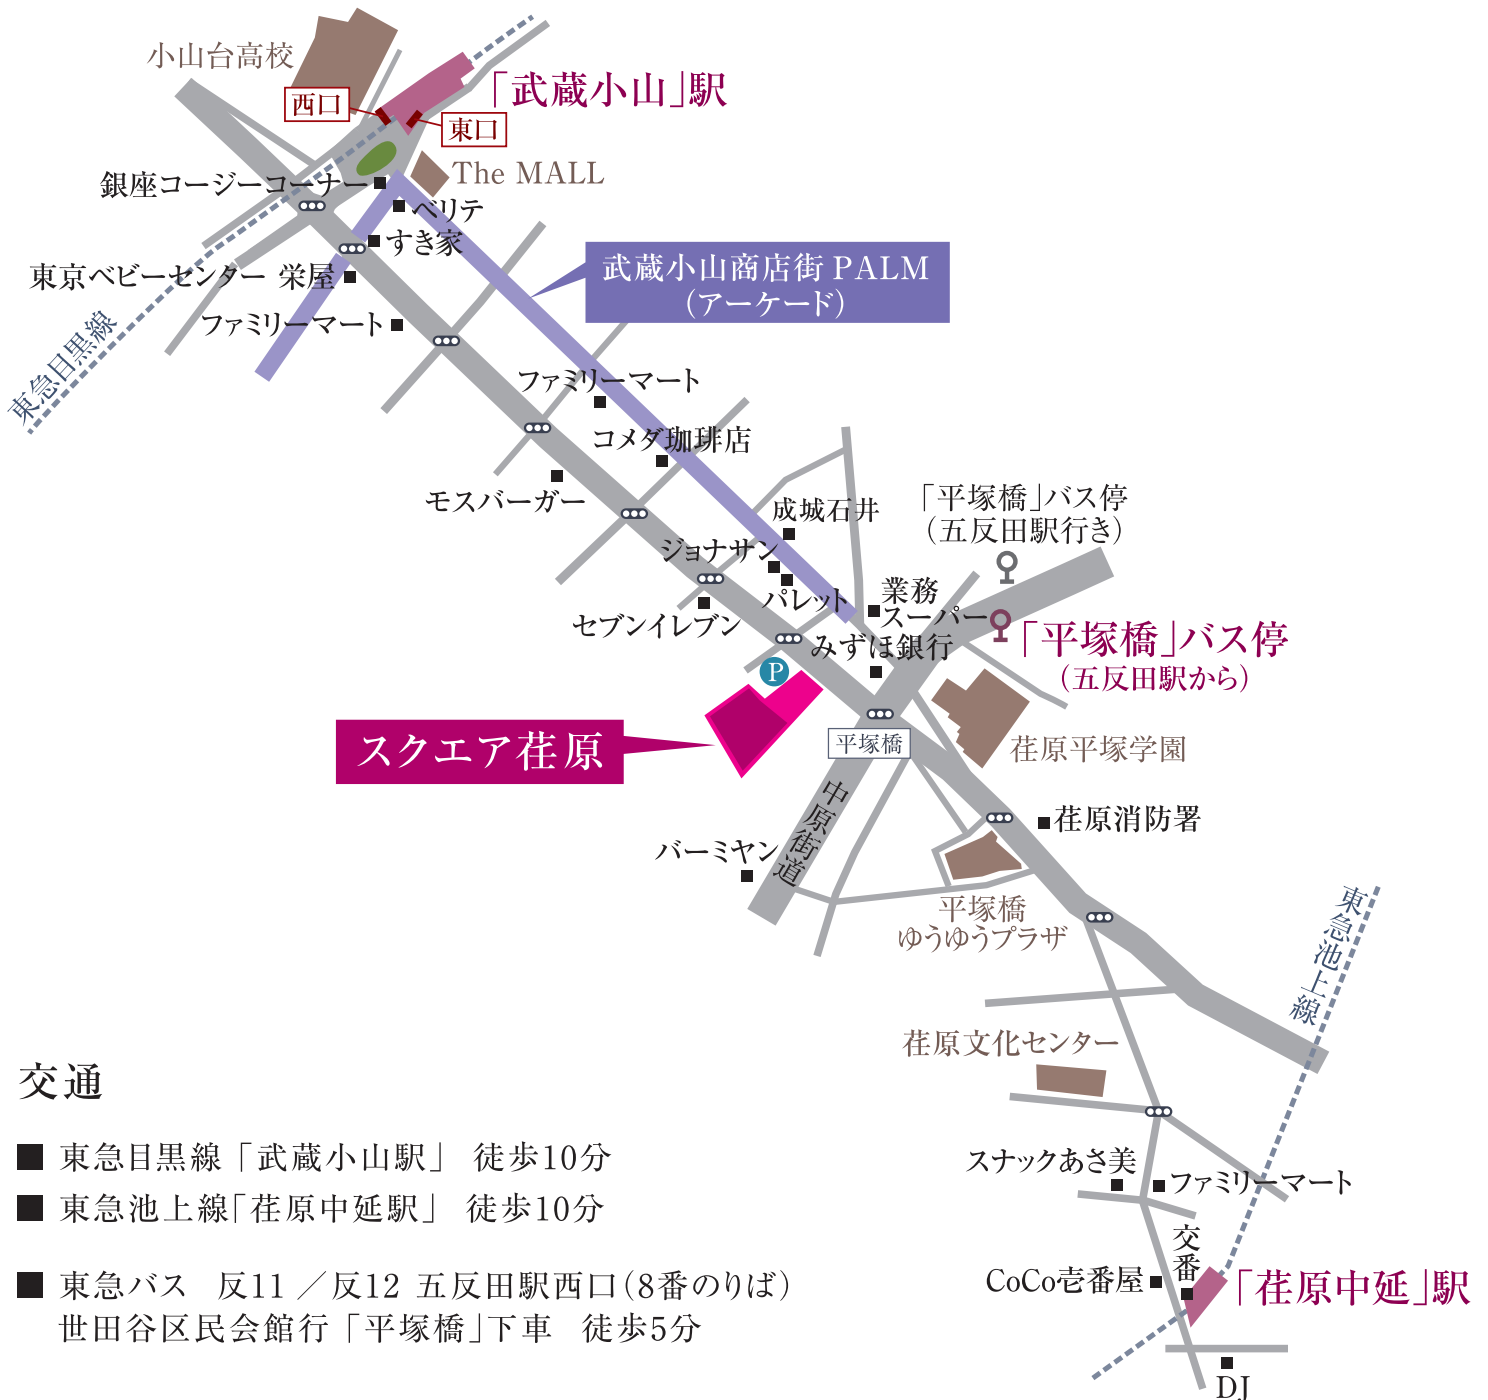 小山台高校
「武蔵小山」駅
西口
東口
The MALL
銀座コージーコーナー
ベリテ
すき家
東京ベビーセンター 栄屋
ファミリーマート
東急目黒線
武蔵小山商店街 PALM
（アーケード）
ファミリーマート
コメダ珈琲店
モスバーガー
成城石井
ジョナサン
パレット
セブンイレブン
「平塚橋」バス停
（五反田駅行き）
業務
スーパー
みずほ銀行
「平塚橋」バス停
（五反田駅から）
P
スクエア荏原
平塚橋
荏原平塚学園
中原街道
荏原消防署
バーミヤン
平塚橋
ゆうゆうプラザ
東急池上線
荏原文化センター
スナックあさ美
ファミリーマート
交番
CoCo壱番屋
「荏原中延」駅
DJ
交通
■ 東急目黒線「武蔵小山駅」 徒歩10分
■ 東急池上線「荏原中延駅」 徒歩10分
■ 東急バス 反11 ／反12 五反田駅西口（8番のりば）
世田谷区民会館行「平塚橋」下車 徒歩5分